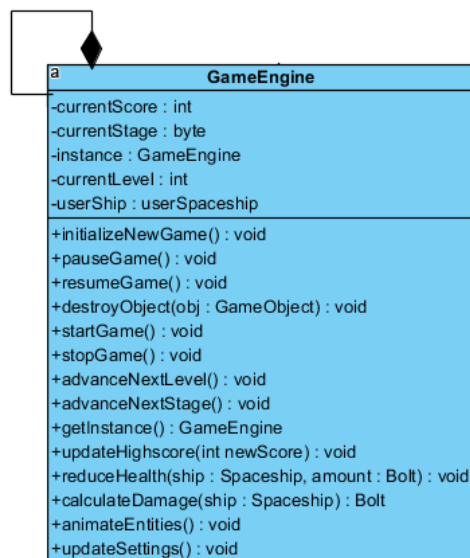 a
GameEngine
-currentScore : int
-currentStage : byte
-instance : GameEngine
-currentLevel : int
-userShip : userSpaceship
+initializeNewGame() : void
+pauseGame() : void
+resumeGame() : void
+destroyObject(obj : GameObject) : void
+startGame() : void
+stopGame() : void
+advanceNextLevel() : void
+advanceNextStage() : void
+getInstance() : GameEngine
+updateHighscore(int newScore) : void
+reduceHealth(ship : Spaceship, amount : Bolt) : void
+calculateDamage(ship : Spaceship) : Bolt
+animateEntities() : void
+updateSettings() : void